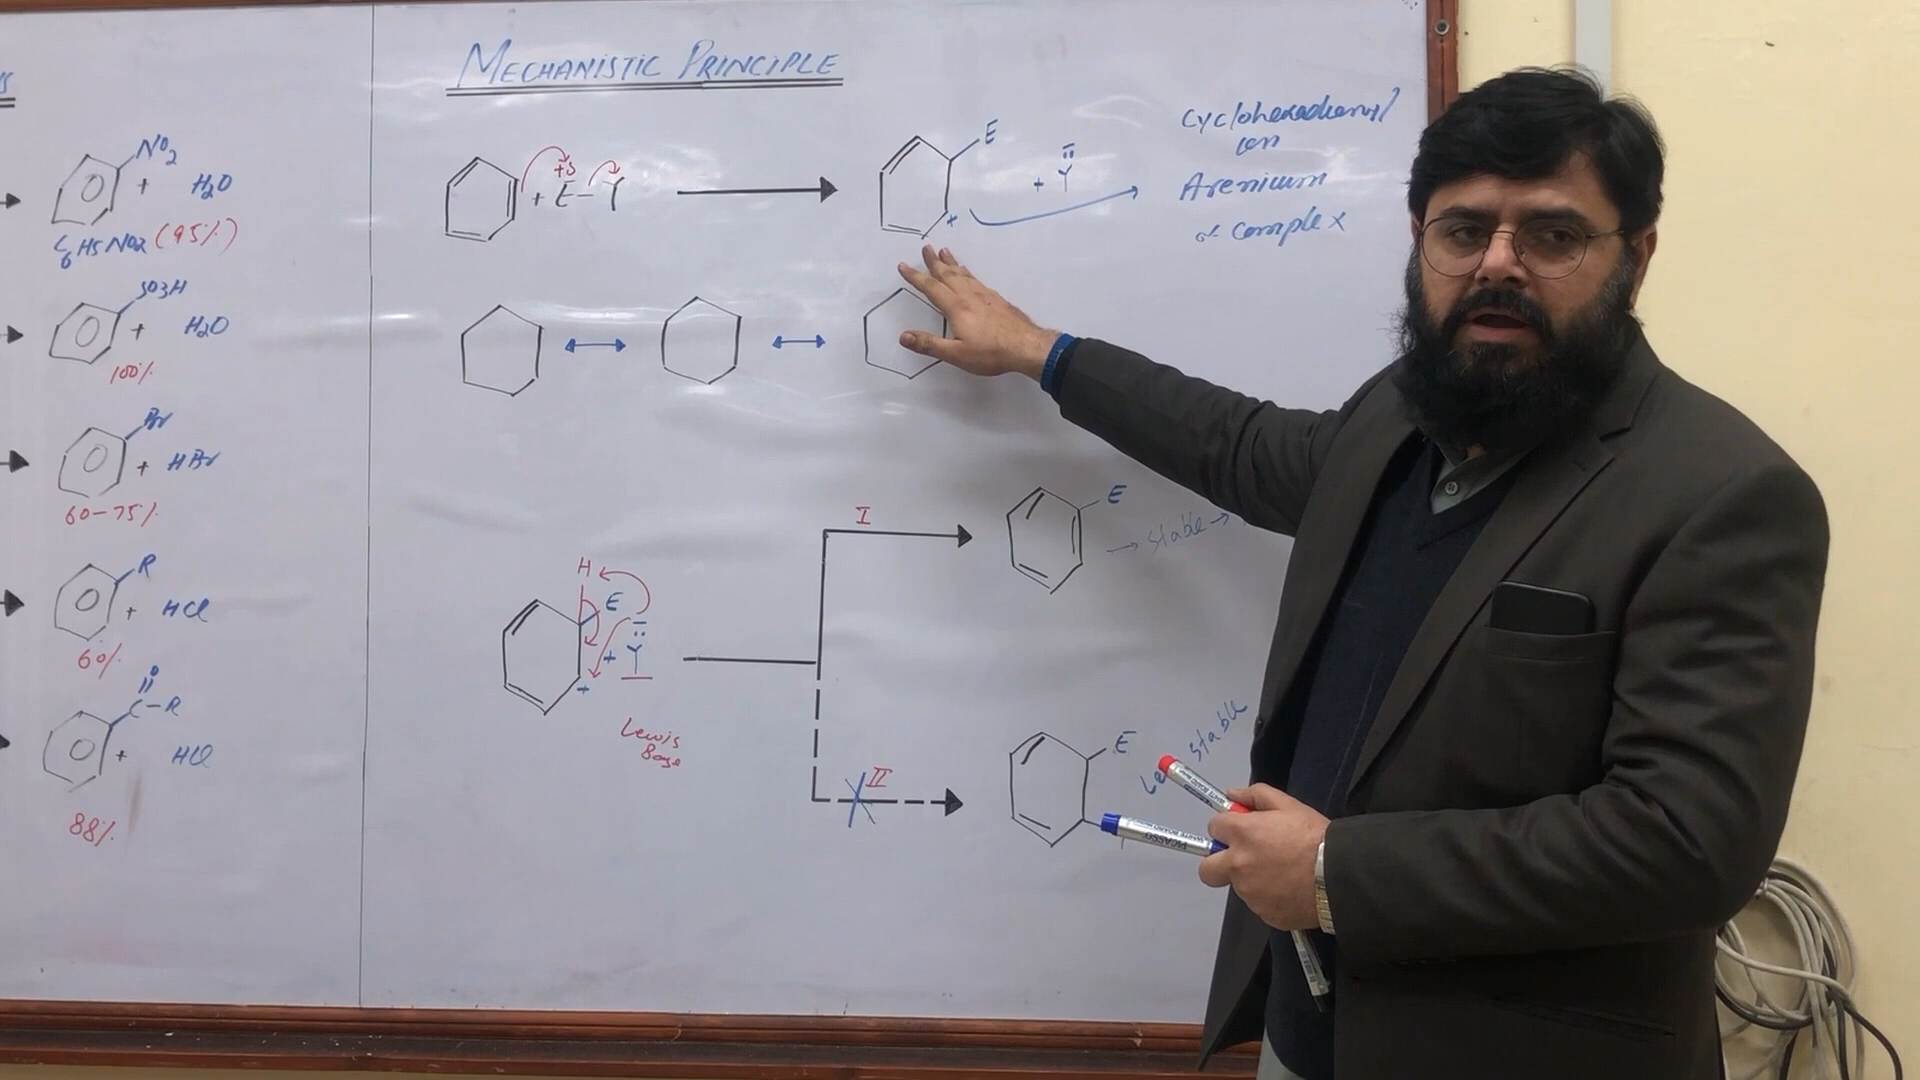 MECHANISTIC PRINCIPLE
NO2
+ H2O
C6H5NO2 (95%)
SO3H
+ H2O
100%
Br
+ HBr
60-75%
R
+ HCl
60%
O
C-R
+ HCl
88%
+ E-Y
+δ
E
+
+ Y
Cyclohexadienyl
ion
Arenium
σ complex
I
E
→ Stable →
H
E
+ Y
+
Lewis
Base
II
E
stable
PICASSO